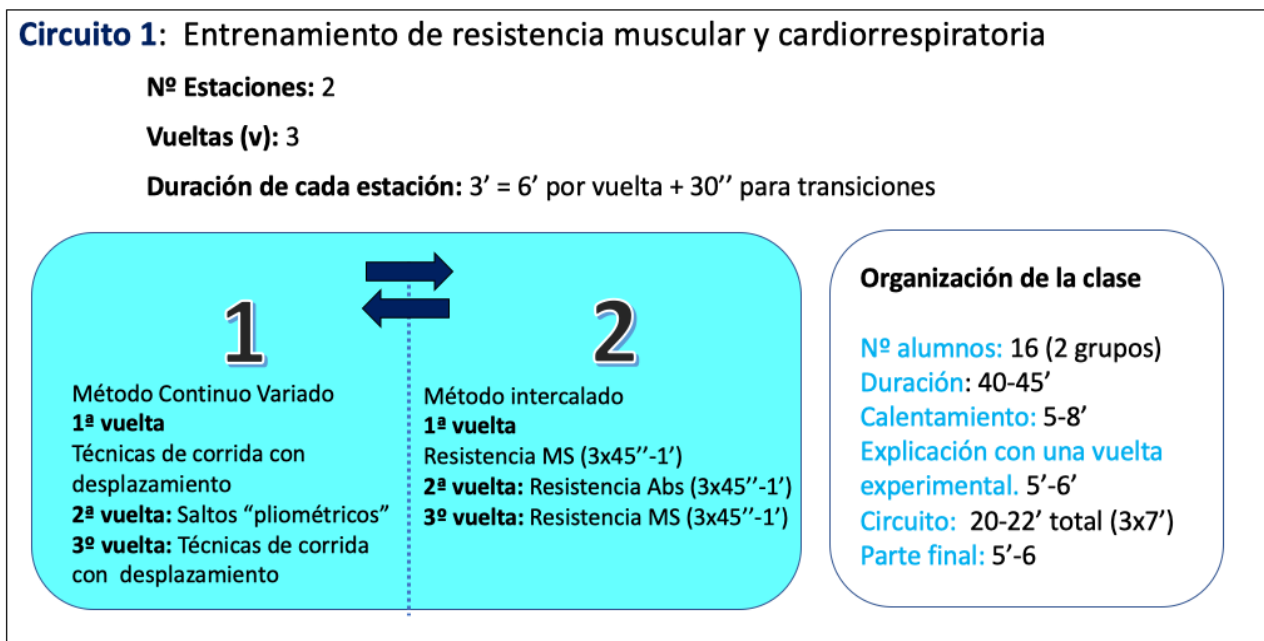 Circuito 1: Entrenamiento de resistencia muscular y cardiorrespiratoria
Nº Estaciones: 2
Vueltas (v): 3
Duración de cada estación: 3’ = 6’ por vuelta + 30’’ para transiciones
1
Método Continuo Variado
1ª vuelta
Técnicas de corrida con
desplazamiento
2ª vuelta: Saltos “pliométricos”
3º vuelta: Técnicas de corrida
con desplazamiento
2
Método intercalado
1ª vuelta
Resistencia MS (3x45’’-1’)
2ª vuelta: Resistencia Abs (3x45’’-1’)
3º vuelta: Resistencia MS (3x45’’-1’)
Organización de la clase
Nº alumnos: 16 (2 grupos)
Duración: 40-45’
Calentamiento: 5-8’
Explicación con una vuelta
experimental. 5’-6’
Circuito: 20-22’ total (3x7’)
Parte final: 5’-6